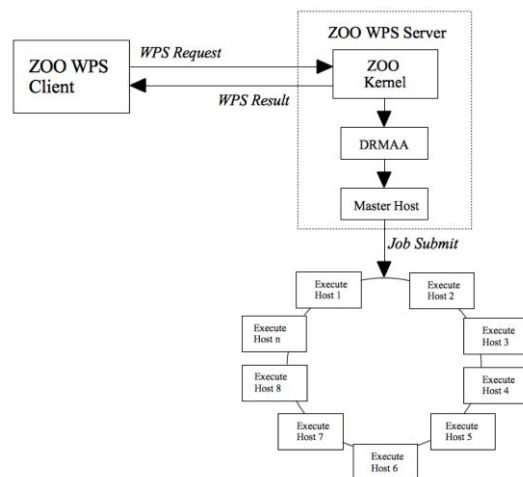 ZOO WPS Server
WPS Request
ZOO WPS
Client
ZOO
Kernel
WPS Result
DRMAA
Master Host
Job Submit
Execute
Host 1
Execute
Host 2
Execute
Host n
Execute
Host 3
Execute
Host 8
Execute
Host 4
Execute
Host 7
Execute
Host 5
Execute
Host 6